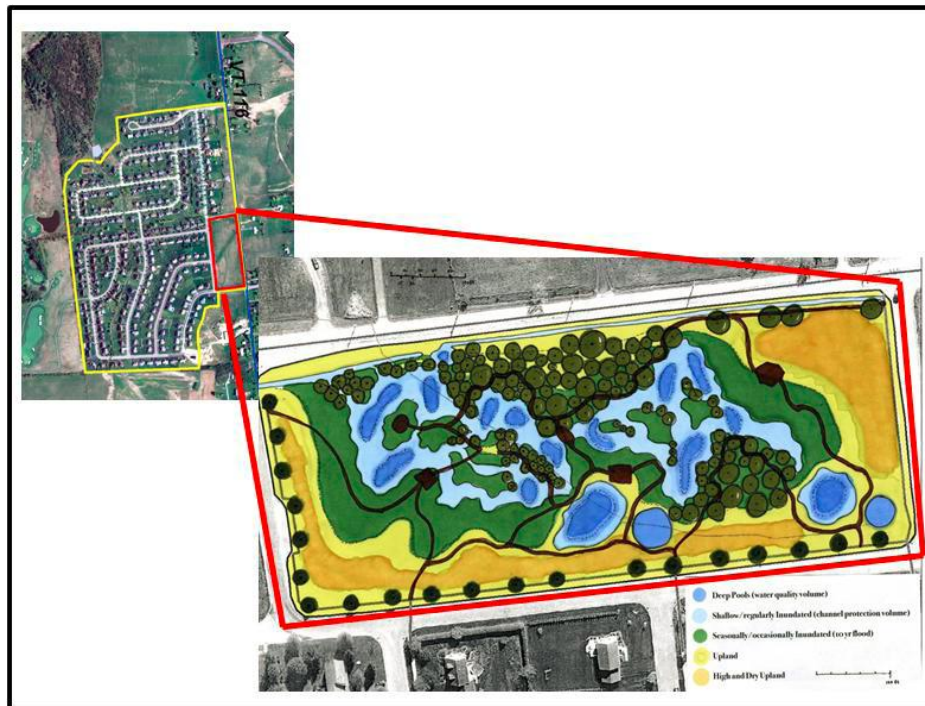 VT-116
Deep Pools (water quality volume)
Shallow/regularly Inundated (channel protection volume)
Seasonally/occasionally Inundated (10 yr flood)
Upland
High and Dry Upland